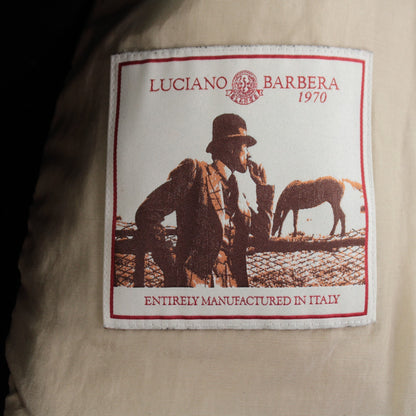 LUCIANO BARBERA
1970
ENTIRELY MANUFACTURED IN ITALY